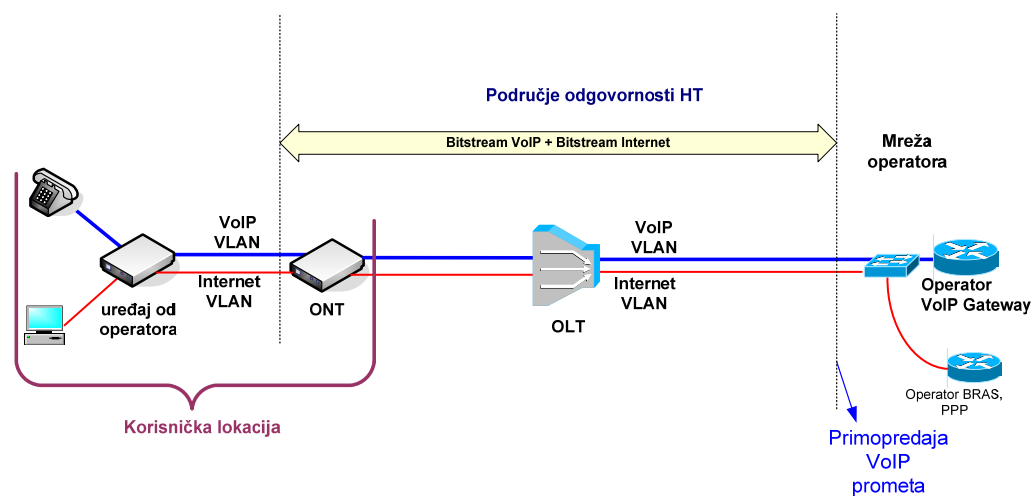 Područje odgovornosti HT
Bitstream VoIP + Bitstream Internet
Mreža
operatora
VoIP
VLAN
Internet
VLAN
uređaj od
operatora
ONT
VoIP
VLAN
Internet
VLAN
OLT
Operator
VoIP Gateway
Operator BRAS,
PPP
Korisnička lokacija
Primopredaja
VoIP
prometa